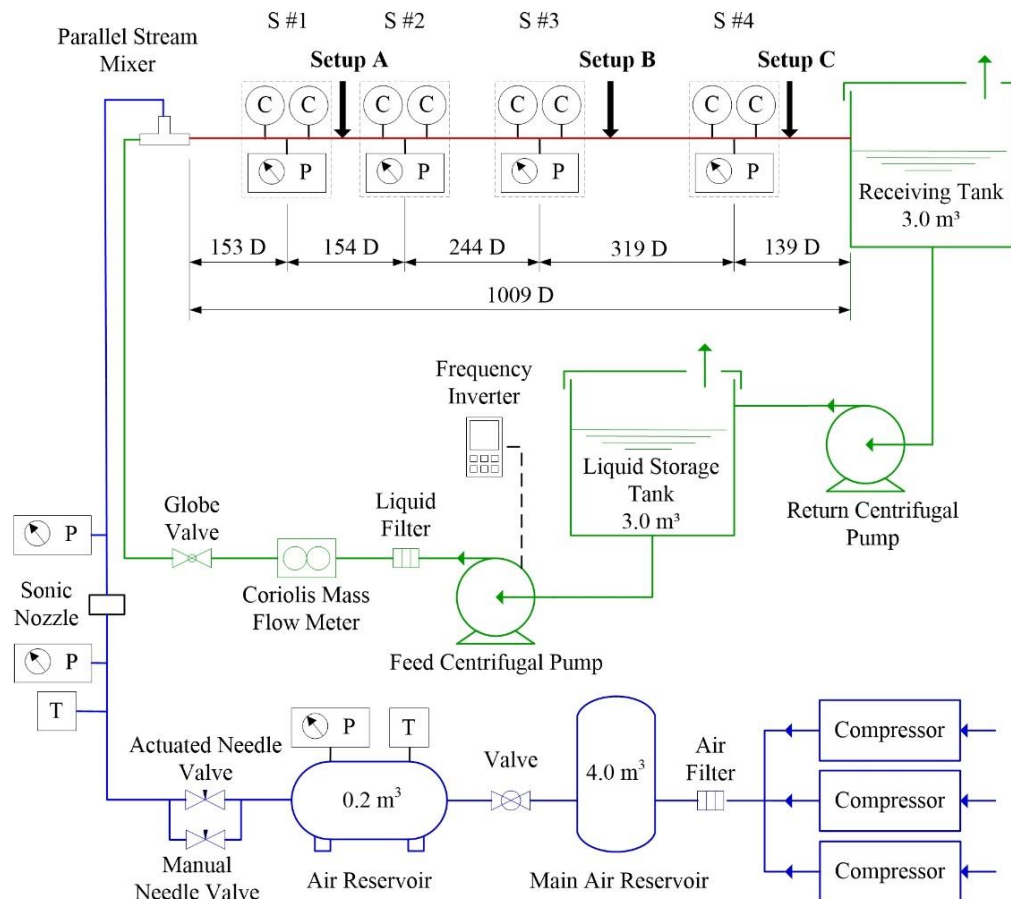 S #1
S #2
S #3
S #4
Parallel Stream
Mixer
Setup A
Setup B
Setup C
C
C
C
C
C
C
C
C
P
P
P
P
Receiving Tank
3.0 m³
153 D
154 D
244 D
319 D
139 D
1009 D
Frequency
Inverter
Liquid Storage
Tank
3.0 m³
Return Centrifugal
Pump
Globe
Valve
Liquid
Filter
P
Coriolis Mass
Flow Meter
Sonic
Nozzle
Feed Centrifugal Pump
P
T
Actuated Needle
Valve
P
T
0.2 m³
Valve
4.0 m³
Air
Filter
Compressor
Compressor
Compressor
Manual
Needle Valve
Air Reservoir
Main Air Reservoir